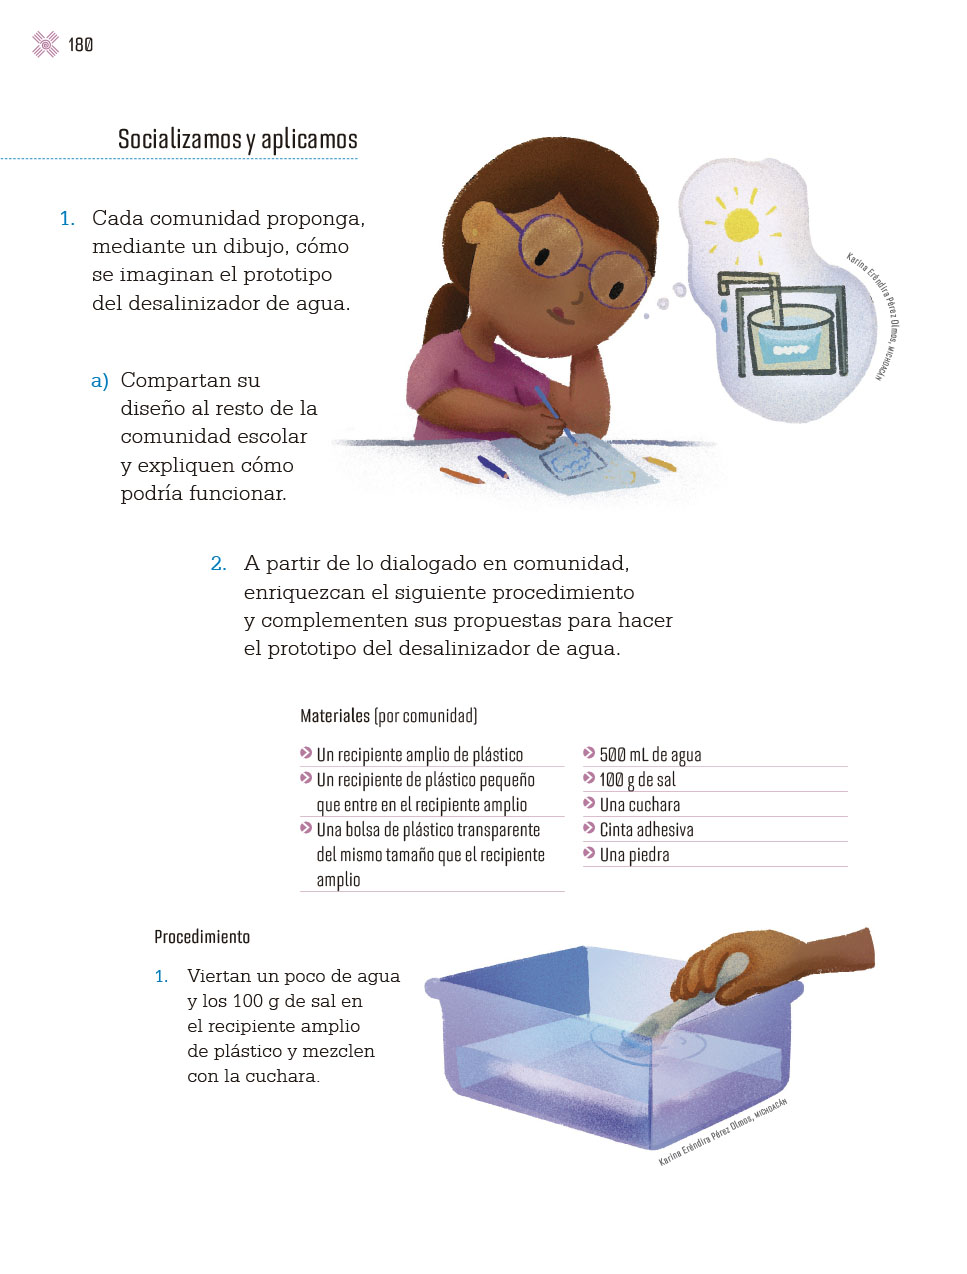 180
Socializamos y aplicamos
1. Cada comunidad proponga,
mediante un dibujo, cómo
se imaginan el prototipo
del desalinizador de agua.
Karina Eréndira Pérez Olmos, MICHOACÁN
a) Compartan su
diseño al resto de la
comunidad escolar
y expliquen cómo
podría funcionar.
2. A partir de lo dialogado en comunidad,
enriquezcan el siguiente procedimiento
y complementen sus propuestas para hacer
el prototipo del desalinizador de agua.
Materiales (por comunidad)
Un recipiente amplio de plástico
Un recipiente de plástico pequeño
que entre en el recipiente amplio
Una bolsa de plástico transparente
del mismo tamaño que el recipiente
amplio
500 mL de agua
100 g de sal
Una cuchara
Cinta adhesiva
Una piedra
Procedimiento
1. Viertan un poco de agua
y los 100 g de sal en
el recipiente amplio
de plástico y mezclen
con la cuchara.
Karina Eréndira Pérez Olmos, MICHOACÁN